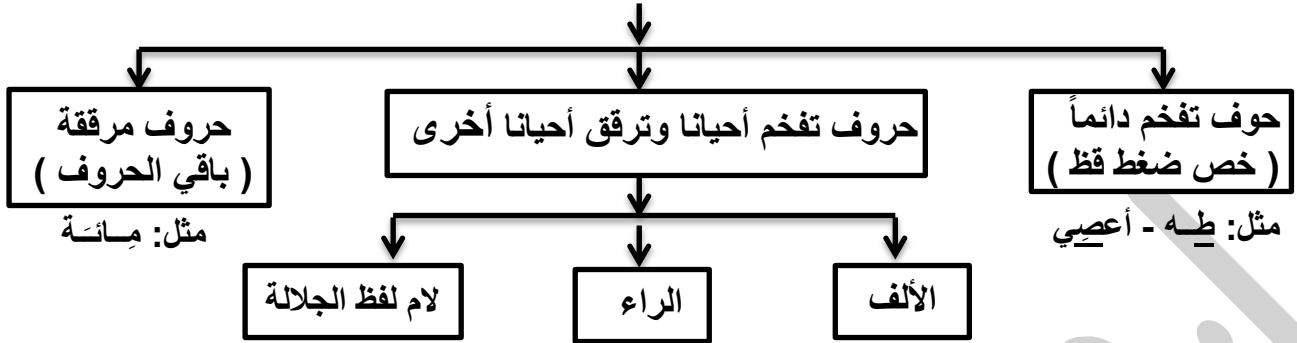 حوف تفخم دائماً
( خص ضغط قظ )
مثل: طــه - أعصِي
حروف تفخم أحيانا وترقق أحيانا أخرى
حروف مرققة
( باقي الحروف )
مثل: مِـائـَـة
الألف
الراء
لام لفظ الجلالة